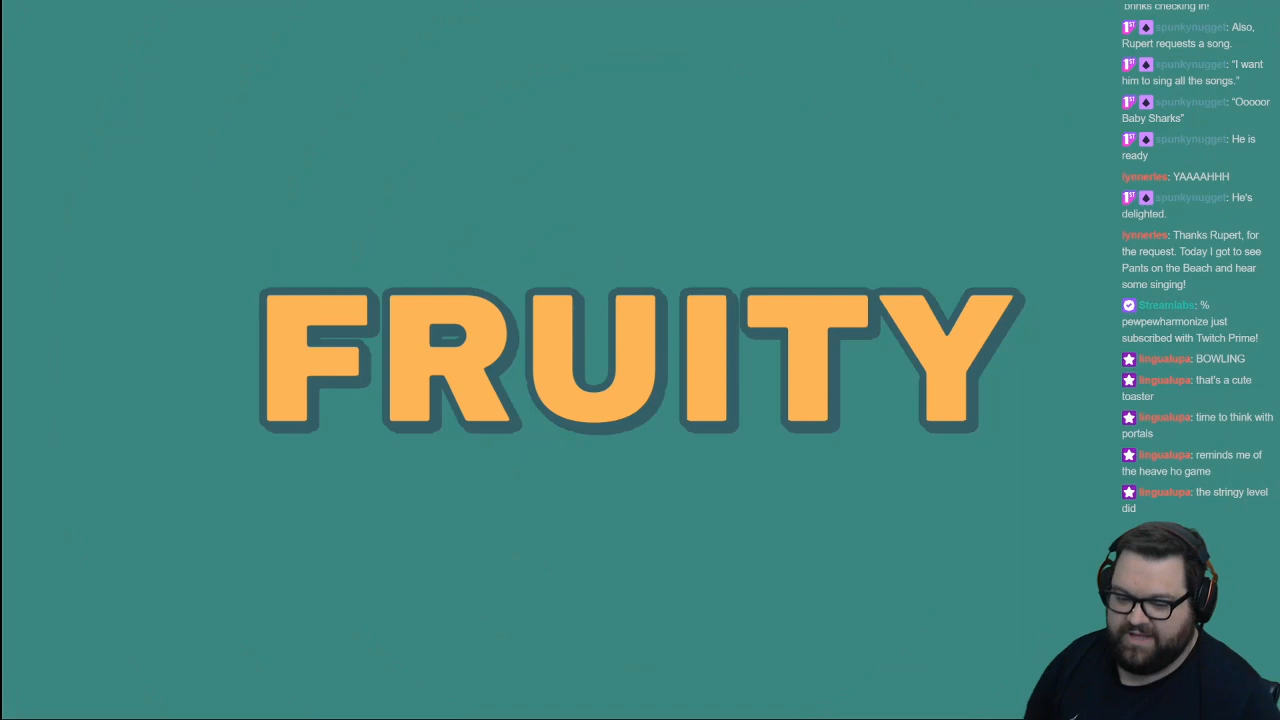 FRUITY
brinks checking in!
spunkynugget: Also,
Rupert requests a song.
spunkynugget: “I want
him to sing all the songs.”
spunkynugget: “Ooooor
Baby Sharks”
spunkynugget: He is
ready
lynneries: YAAAAHHH
spunkynugget: He's
delighted.
lynneries: Thanks Rupert, for
the request. Today I got to see
Pants on the Beach and hear
some singing!
Streamlabs: %
pewpewharmonize just
subscribed with Twitch Prime!
lingualupa: BOWLING
lingualupa: that's a cute
toaster
lingualupa: time to think with
portals
lingualupa: reminds me of
the heave ho game
lingualupa: the stringy level
did